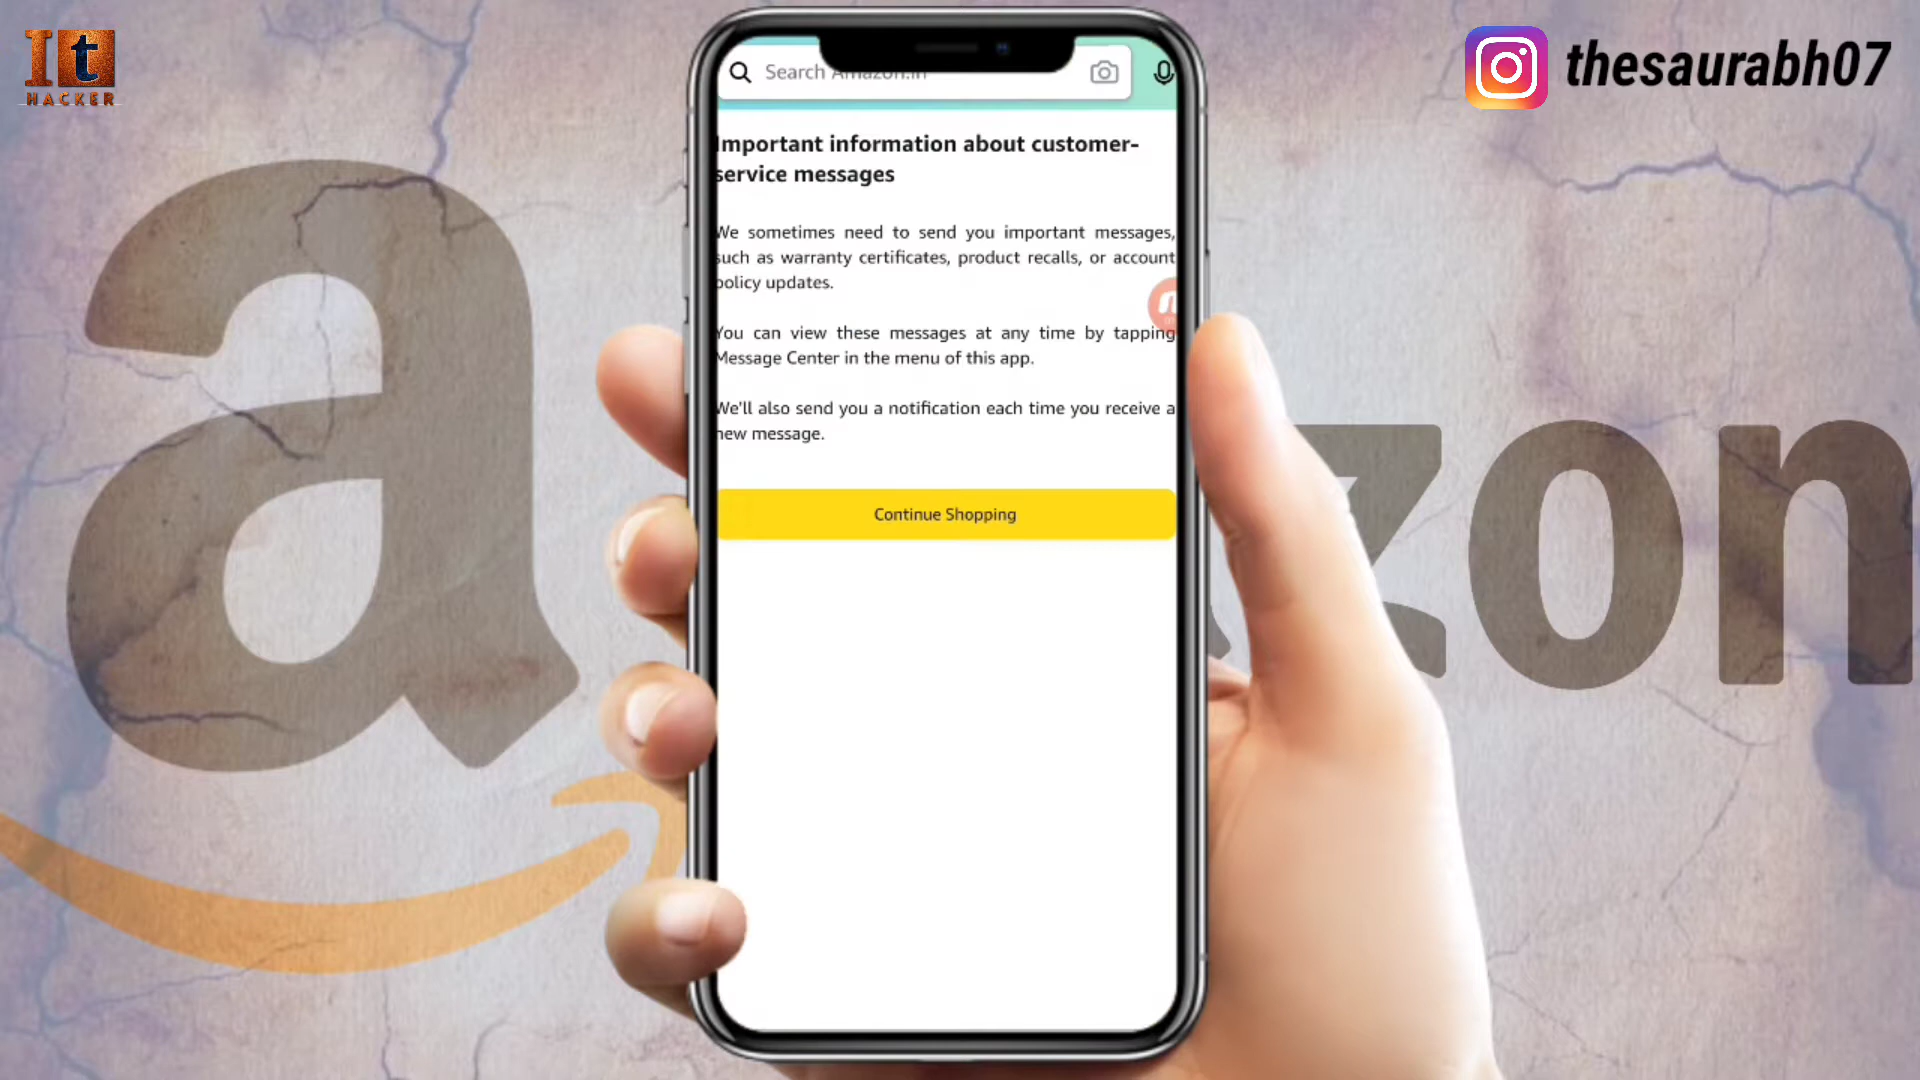 It
HACKER
thesaurabh07
Search Amazon.in
Important information about customer-
service messages
We sometimes need to send you important messages,
such as warranty certificates, product recalls, or account
policy updates.
You can view these messages at any time by tapping
Message Center in the menu of this app.
We'll also send you a notification each time you receive a
new message.
Continue Shopping
a zon